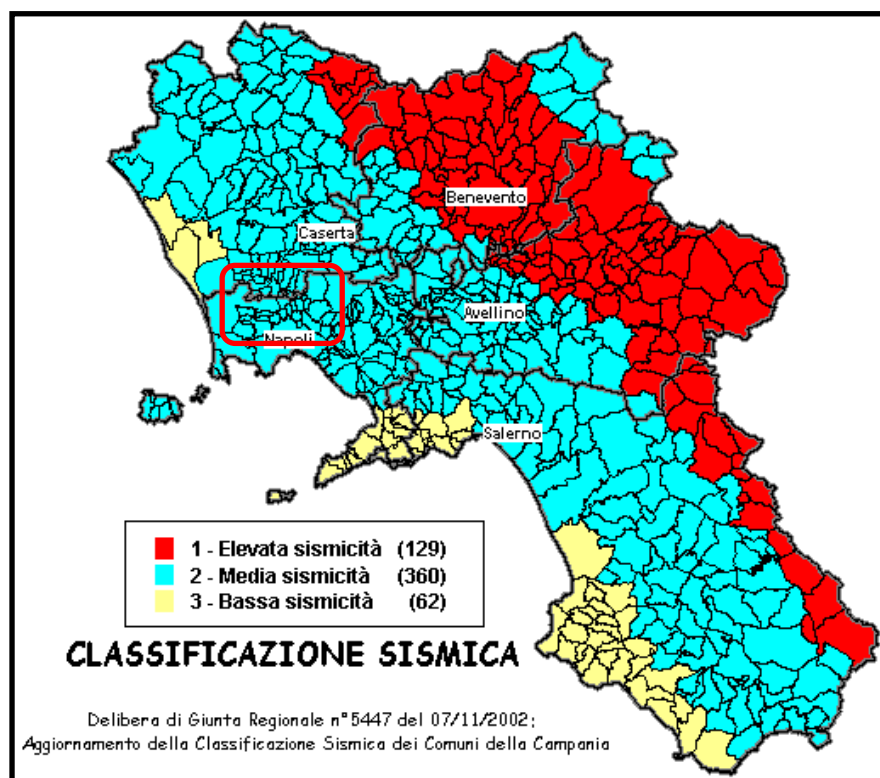 Benevento
Caserta
Avellino
Napoli
Salerno
1 - Elevata sismicità (129)
2 - Media sismicità (360)
3 - Bassa sismicità (62)
CLASSIFICAZIONE SISMICA
Delibera di Giunta Regionale n°5447 del 07/11/2002;
Aggiornamento della Classificazione Sismica dei Comuni della Campania